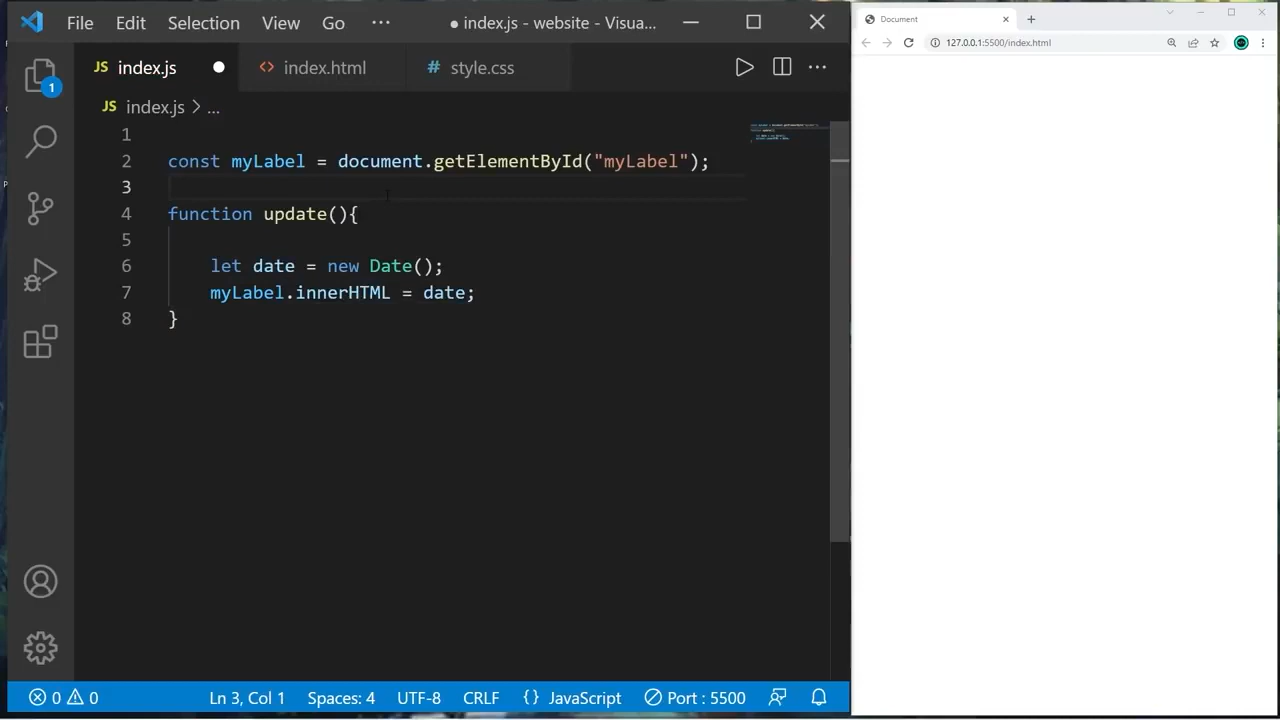 File Edit Selection View Go ··· ● index.js - website - Visua...
JS index.js ● <> index.html # style.css ···
JS index.js > ...
1
2 const myLabel = document.getElementById("myLabel");
3
4 function update(){
5
6 let date = new Date();
7 myLabel.innerHTML = date;
8 }
1
0 0 Ln 3, Col 1 Spaces: 4 UTF-8 CRLF {} JavaScript Port : 5500
Document
127.0.0.1:5500/index.html